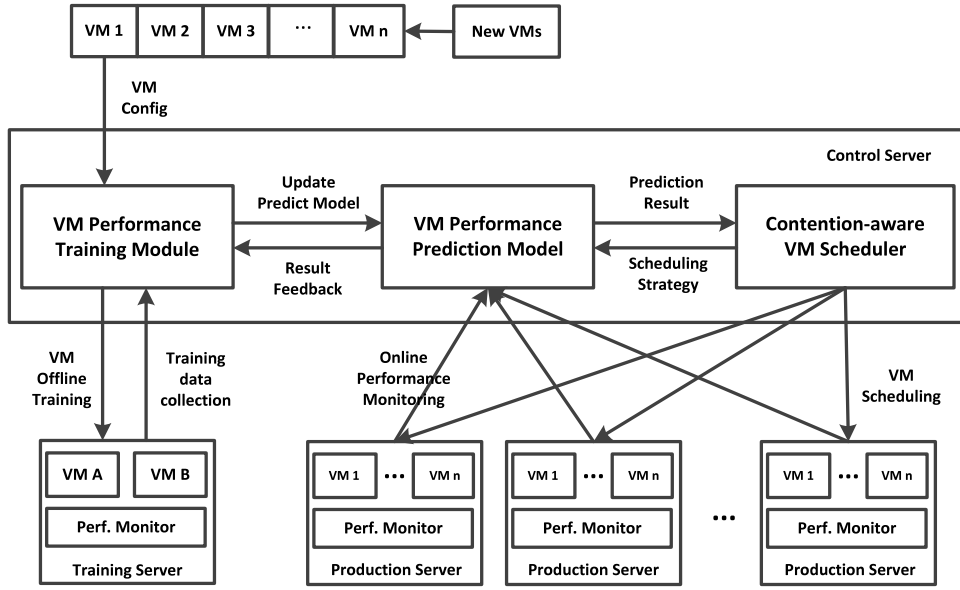 VM 1 VM 2 VM 3 ... VM n New VMs
VM
Config
Control Server
VM Performance
Training Module
Update
Predict Model
Result
Feedback
VM Performance
Prediction Model
Prediction
Result
Scheduling
Strategy
Contention-aware
VM Scheduler
VM
Offline
Training
Training
data
collection
Online
Performance
Monitoring
VM
Scheduling
VM A VM B
Perf. Monitor
Training Server
VM 1 ... VM n
Perf. Monitor
Production Server
VM 1 ... VM n
Perf. Monitor
Production Server
...
VM 1 ... VM n
Perf. Monitor
Production Server